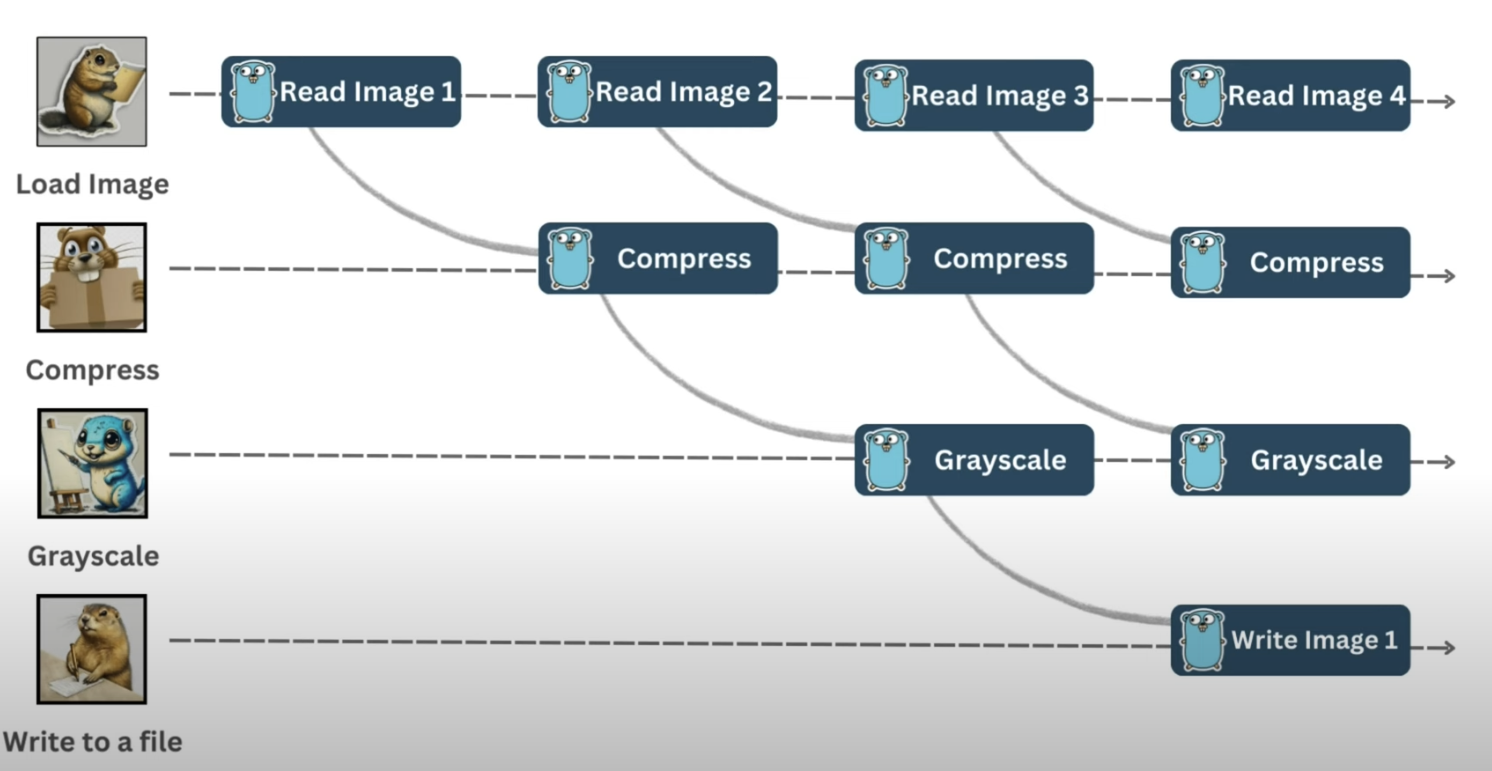 Read Image 1
Read Image 2
Read Image 3
Read Image 4
Load Image
Compress
Compress
Compress
Compress
Grayscale
Grayscale
Grayscale
Write Image 1
Write to a file